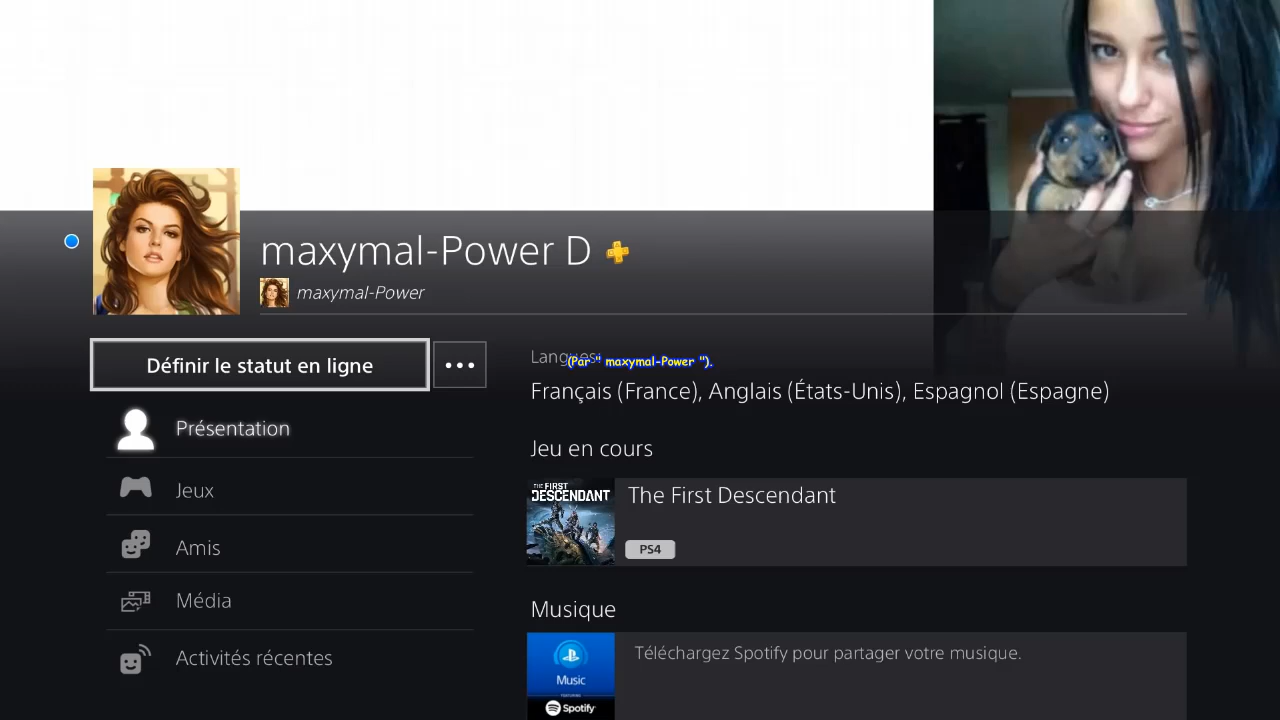 maxymal-Power D
maxymal-Power
Définir le statut en ligne
Langues
(Par " maxymal-Power ").
Français (France), Anglais (États-Unis), Espagnol (Espagne)
Présentation
Jeux
Amis
Média
Activités récentes
Jeu en cours
THE FIRST
DESCENDANT
The First Descendant
PS4
Musique
Music
FEATURING
Spotify
Téléchargez Spotify pour partager votre musique.